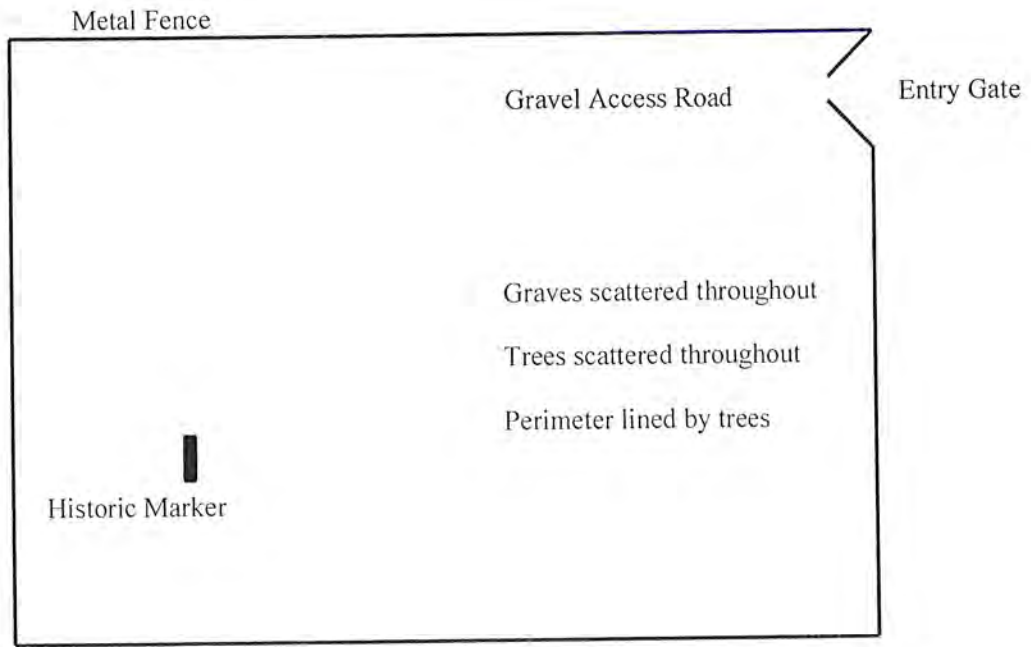 Metal Fence
Gravel Access Road
Entry Gate
Graves scattered throughout
Trees scattered throughout
Perimeter lined by trees
Historic Marker